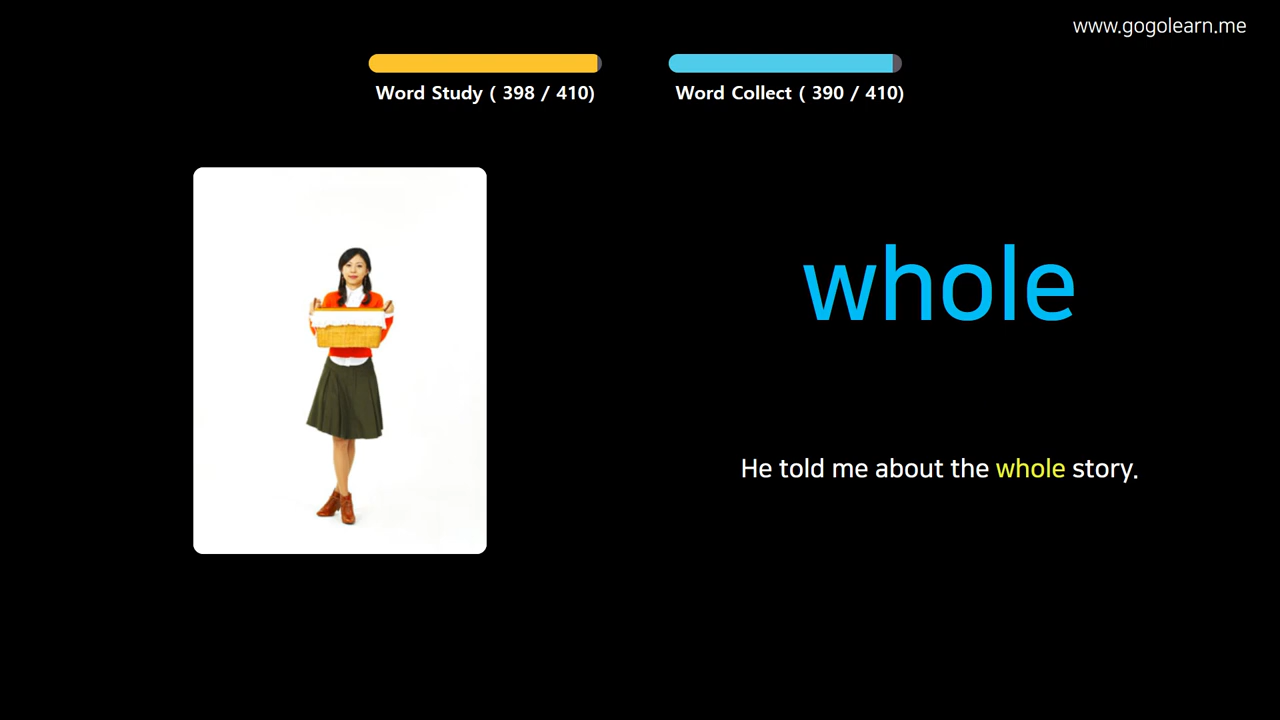 www.gogolearn.me
Word Study ( 398 / 410)
Word Collect ( 390 / 410)
whole
He told me about the whole story.